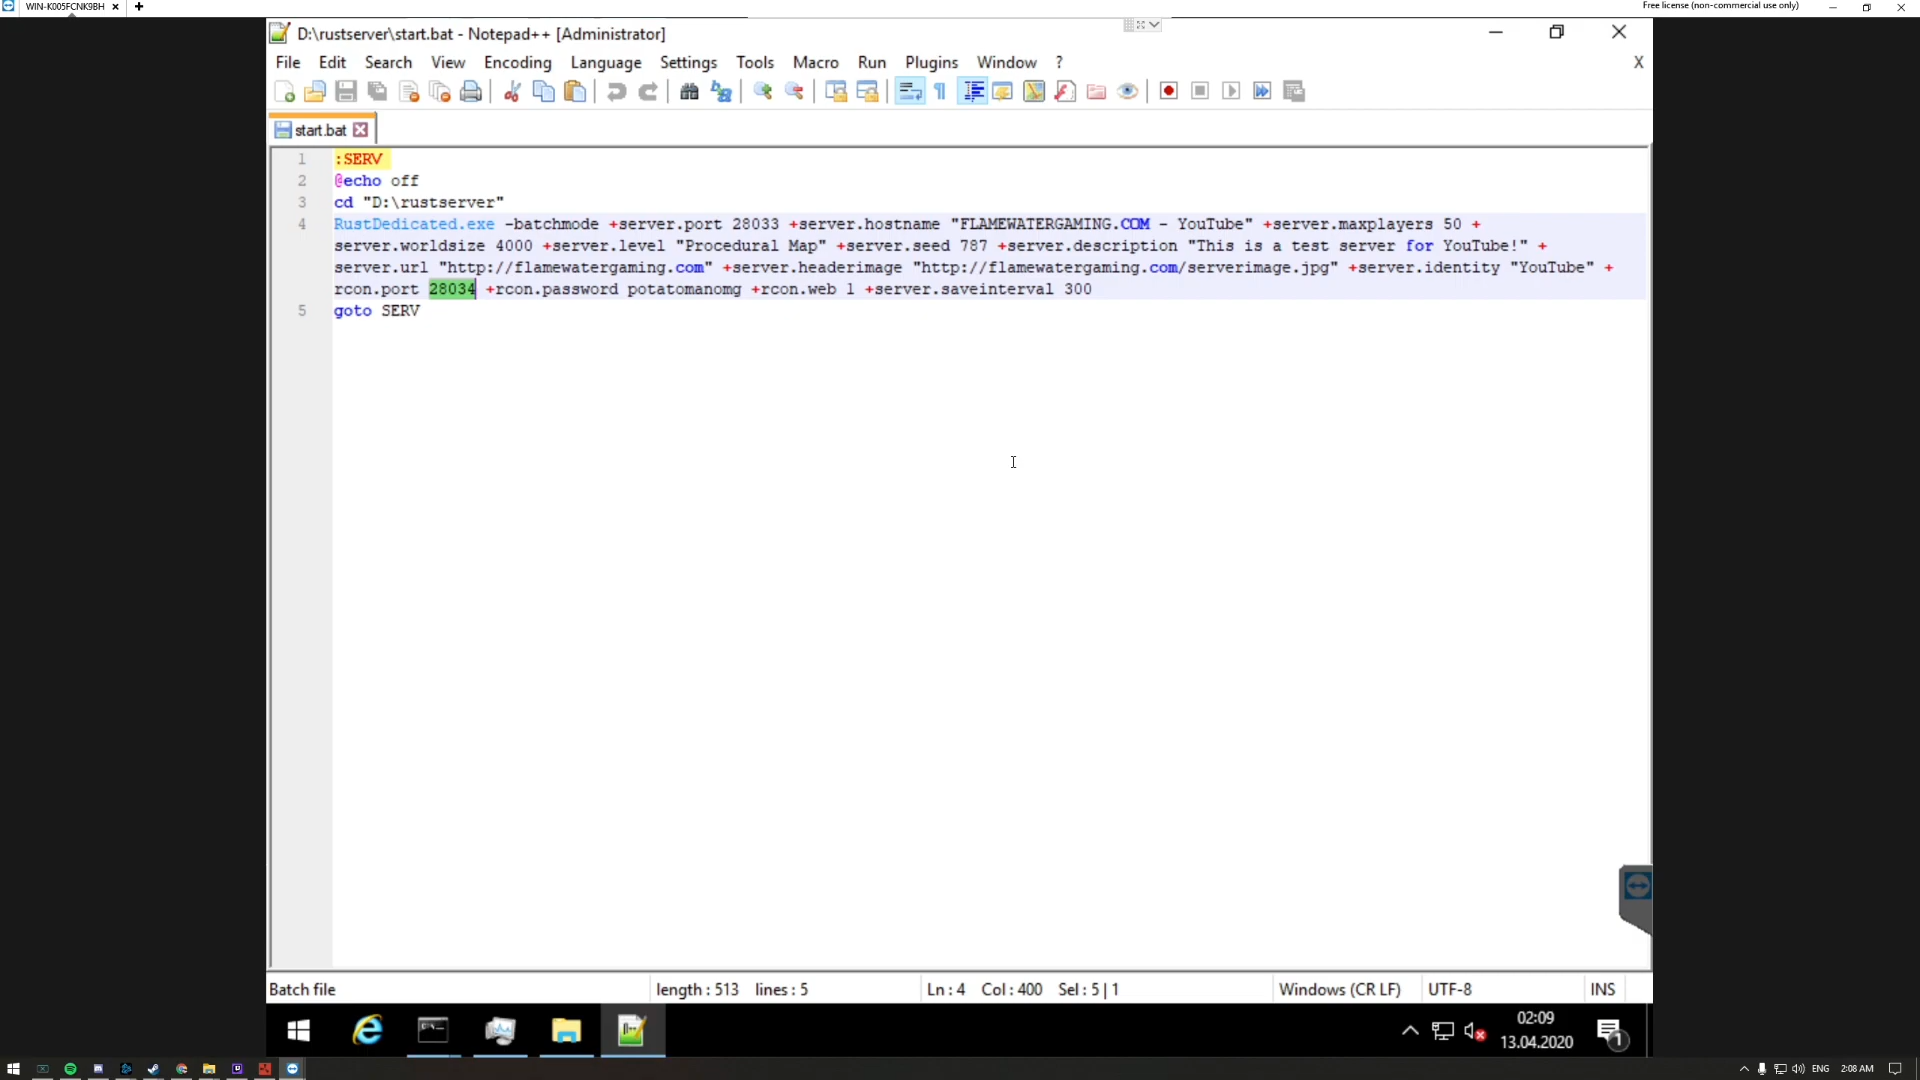 WIN-K005FCNK9BH
Free license (non-commercial use only)
D:\rustserver\start.bat - Notepad++ [Administrator]
File Edit Search View Encoding Language Settings Tools Macro Run Plugins Window ? X
start.bat
1 :SERV
2 @echo off
3 cd "D:\rustserver"
4 RustDedicated.exe -batchmode +server.port 28033 +server.hostname "FLAMEWATERGAMING.COM - YouTube" +server.maxplayers 50 +
server.worldsize 4000 +server.level "Procedural Map" +server.seed 787 +server.description "This is a test server for YouTube!" +
server.url "http://flamewatergaming.com" +server.headerimage "http://flamewatergaming.com/serverimage.jpg" +server.identity "YouTube" +
rcon.port 28034 +rcon.password potatomanomg +rcon.web 1 +server.saveinterval 300
5 goto SERV
Batch file length : 513 lines : 5 Ln : 4 Col : 400 Sel : 5 | 1 Windows (CR LF) UTF-8 INS
02:09
13.04.2020
1
ENG 2:08 AM